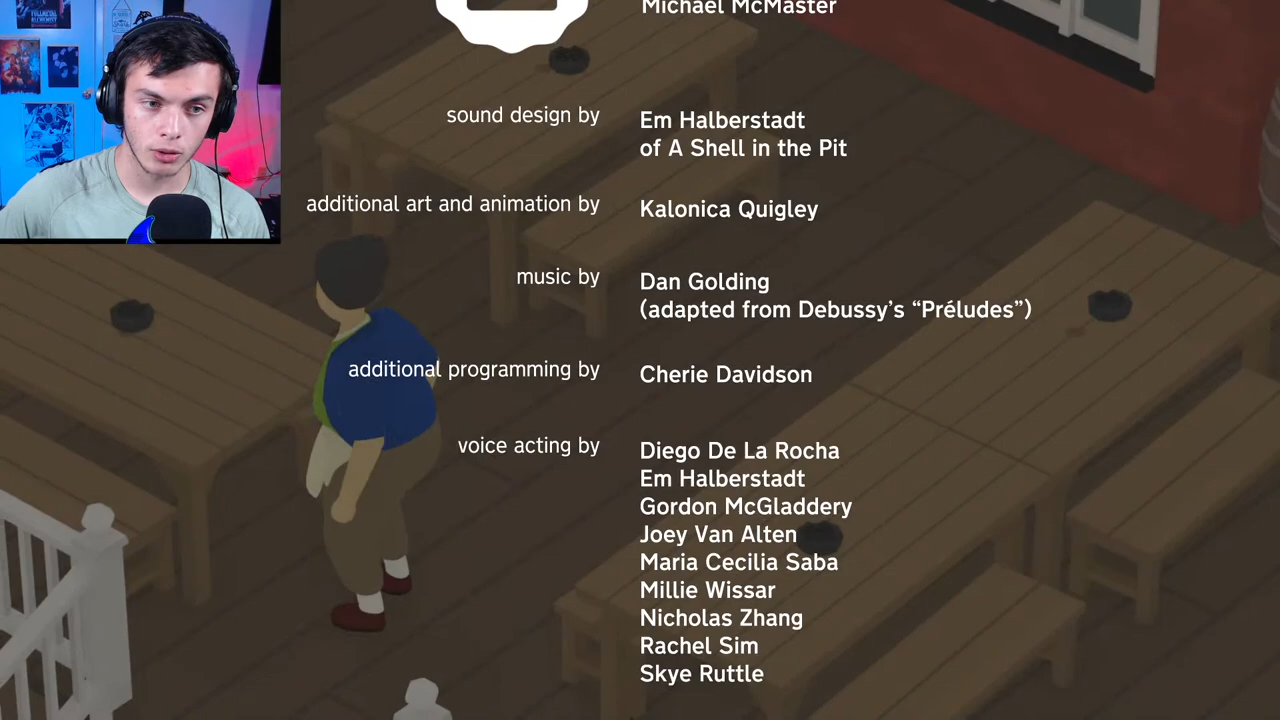 Michael McMaster
sound design by
Em Halberstadt
of A Shell in the Pit
additional art and animation by
Kalonica Quigley
music by
Dan Golding
(adapted from Debussy's “Préludes”)
additional programming by
Cherie Davidson
voice acting by
Diego De La Rocha
Em Halberstadt
Gordon McGladdery
Joey Van Alten
Maria Cecilia Saba
Millie Wissar
Nicholas Zhang
Rachel Sim
Skye Ruttle